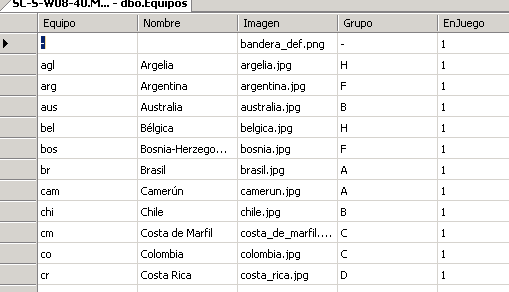 SC-S-W08-40.M... - dbo.Equipos
Equipo Nombre Imagen Grupo EnJuego
- bandera_def.png - 1
agl Argelia argelia.jpg H 1
arg Argentina argentina.jpg F 1
aus Australia australia.jpg B 1
bel Bélgica belgica.jpg H 1
bos Bosnia-Herzego... bosnia.jpg F 1
br Brasil brasil.jpg A 1
cam Camerún camerun.jpg A 1
chi Chile chile.jpg B 1
cm Costa de Marfil costa_de_marfil.... C 1
co Colombia colombia.jpg C 1
cr Costa Rica costa_rica.jpg D 1